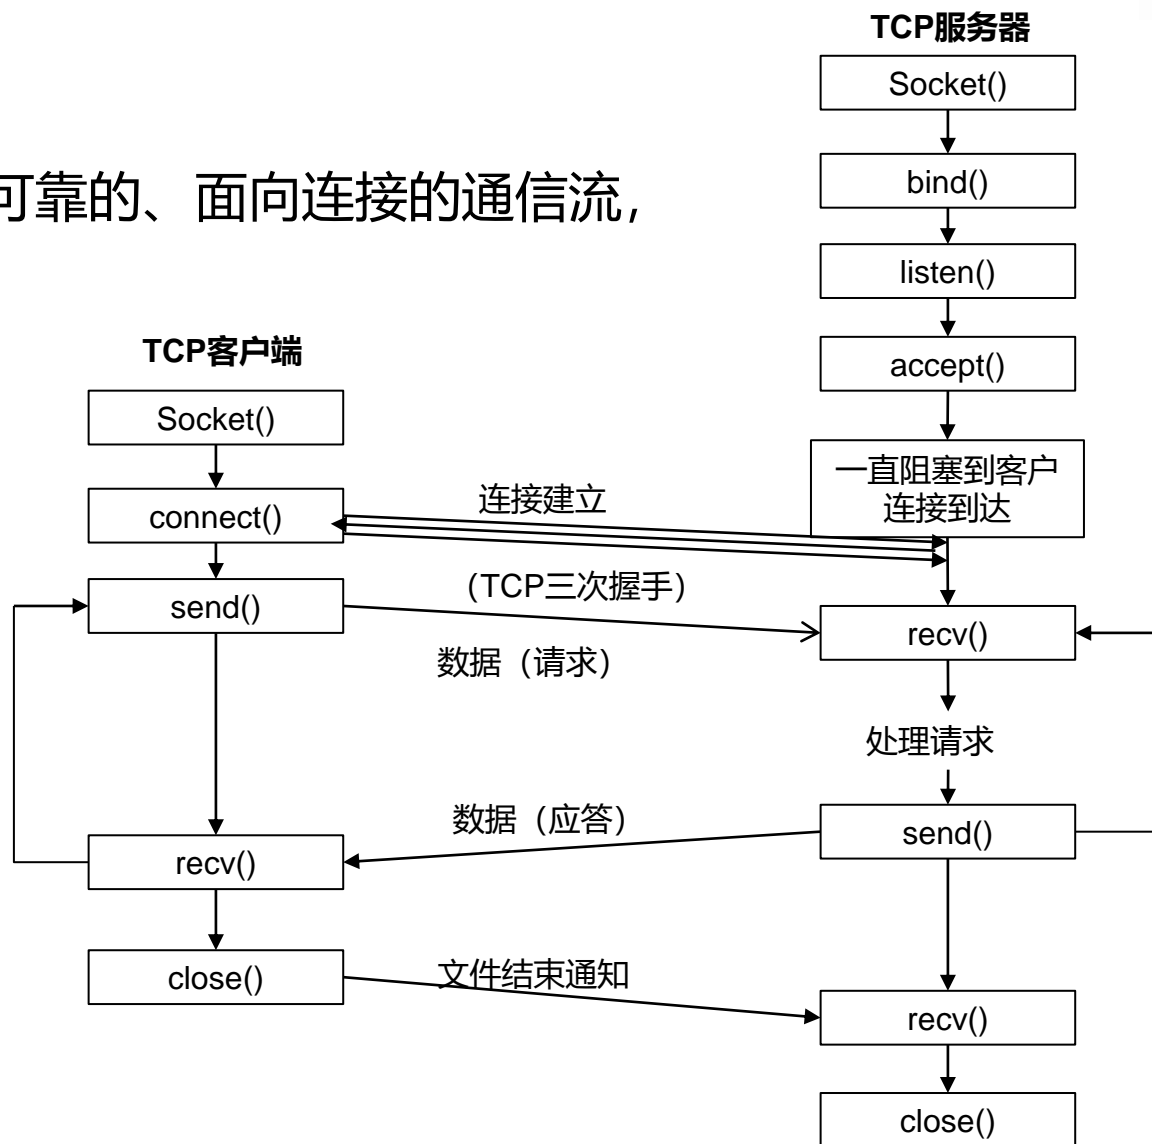 TCP服务器
Socket()
bind()
可靠的、面向连接的通信流,
listen()
TCP客户端
accept()
Socket()
一直阻塞到客户
连接到达
connect()
连接建立
(TCP三次握手)
send()
recv()
数据（请求）
处理请求
数据（应答）
send()
recv()
close()
文件结束通知
recv()
close()